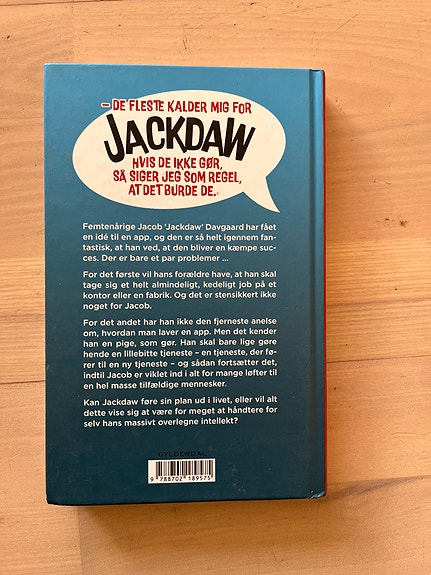 – DE FLESTE KALDER MIG FOR
JACKDAW
HVIS DE IKKE GØR,
SÅ SIGER JEG SOM REGEL,
AT DET BURDE DE.
Femtenårige Jacob 'Jackdaw' Davgaard har fået
en idé til en app, og den er så helt igennem fan-
tastisk, at han ved, at den bliver en kæmpe suc-
ces. Der er bare et par problemer ...
For det første vil hans forældre have, at han skal
tage sig et helt almindeligt, kedeligt job på et
kontor eller en fabrik. Og det er stensikkert ikke
noget for Jacob.
For det andet har han ikke den fjerneste anelse
om, hvordan man laver en app. Men det kender
han en pige, som gør. Han skal bare lige gøre
hende en lillebitte tjeneste – en tjeneste, der fø-
rer til en ny tjeneste – og sådan fortsætter det,
indtil Jacob er viklet ind i alt for mange løfter til
en hel masse tilfældige mennesker.
Kan Jackdaw føre sin plan ud i livet, eller vil alt
dette vise sig at være for meget at håndtere for
selv hans massivt overlegne intellekt?
GYLDENDAL
9 788702 189575